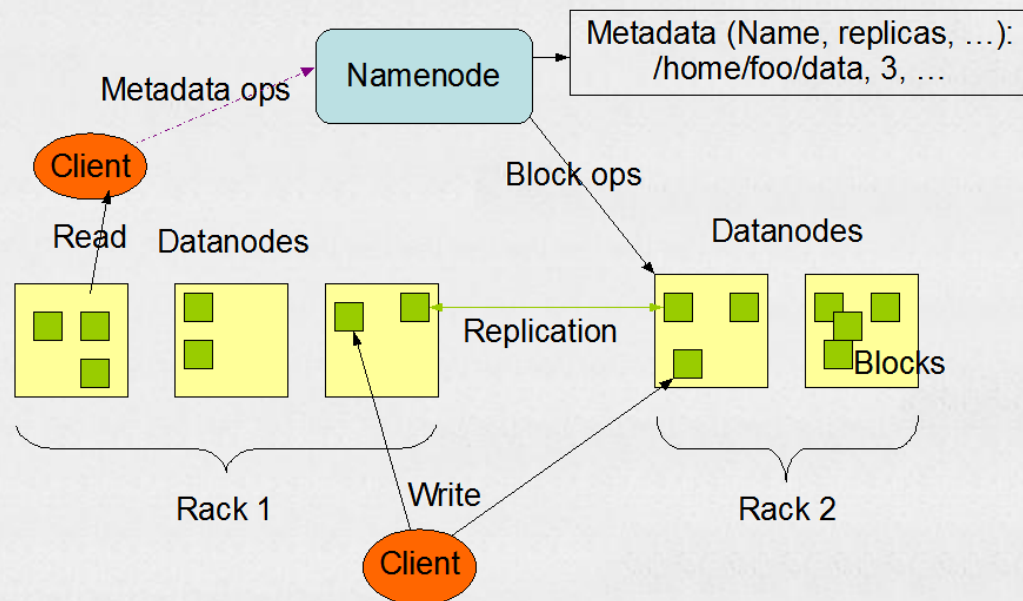 Metadata (Name, replicas, …):
/home/foo/data, 3, …
Namenode
Metadata ops
Client
Block ops
Read
Datanodes
Datanodes
Replication
Blocks
Rack 1
Write
Rack 2
Client